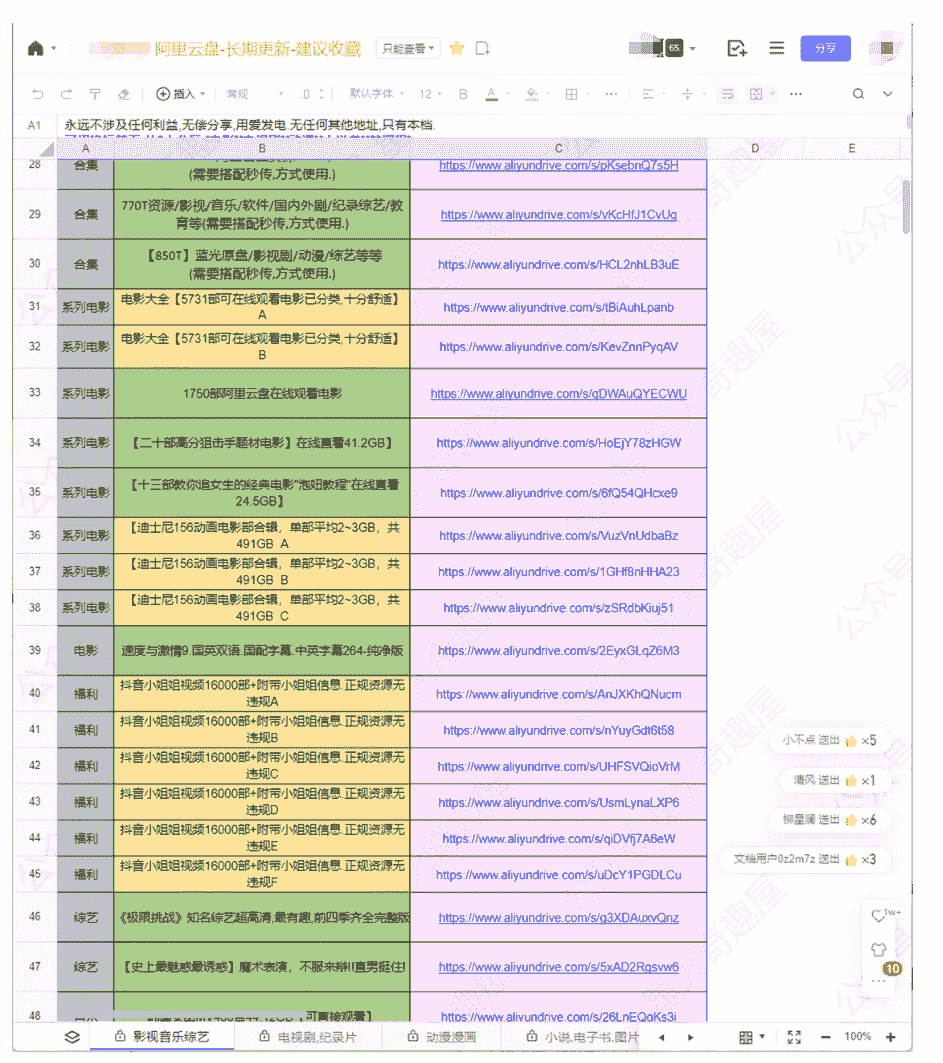 阿里云盘-长期更新-建议收藏
只能查看
65
分享
插入
常规
.0
默认字体
12
B
A
A1
永远不涉及任何利益,无偿分享,用爱发电.无任何其他地址,只有本档.
A B C D E
28 合集 (需要搭配秒传,方式使用.) https://www.aliyundrive.com/s/pKsebnQ7s5H
29 合集 770T资源/影视/音乐/软件/国内外剧/纪录综艺/教
育等(需要搭配秒传,方式使用.) https://www.aliyundrive.com/s/vKcHfJ1CvUg
30 合集 【850T】蓝光原盘/影视剧/动漫/综艺等等
(需要搭配秒传,方式使用.) https://www.aliyundrive.com/s/HCL2nhLB3uE
31 系列电影 电影大全【5731部可在线观看电影已分类,十分舒适】
A https://www.aliyundrive.com/s/tBiAuhLpanb
32 系列电影 电影大全【5731部可在线观看电影已分类,十分舒适】
B https://www.aliyundrive.com/s/KevZnnPyqAV
33 系列电影 1750部阿里云盘在线观看电影 https://www.aliyundrive.com/s/qDWAuQYECWU
34 系列电影 【二十部高分狙击手题材电影】在线直看41.2GB】 https://www.aliyundrive.com/s/HoEjY78zHGW
35 系列电影 【十三部教你追女生的经典电影"泡妞教程"在线直看
24.5GB】 https://www.aliyundrive.com/s/6fQ54QHcxe9
36 系列电影 【迪士尼156动画电影部合辑，单部平均2~3GB，共
491GB A https://www.aliyundrive.com/s/VuzVnUdbaBz
37 系列电影 【迪士尼156动画电影部合辑，单部平均2~3GB，共
491GB B https://www.aliyundrive.com/s/1GHf8nHHA23
38 系列电影 【迪士尼156动画电影部合辑，单部平均2~3GB，共
491GB C https://www.aliyundrive.com/s/zSRdbKiuj51
39 电影 速度与激情9.国英双语.国配字幕.中英字幕264-纯净版 https://www.aliyundrive.com/s/2EyxGLqZ6M3
40 福利 抖音小姐姐视频16000部+附带小姐姐信息.正规资源无
违规A https://www.aliyundrive.com/s/AnJXKhQNucm
41 福利 抖音小姐姐视频16000部+附带小姐姐信息.正规资源无
违规B https://www.aliyundrive.com/s/nYuyGdt6t58
42 福利 抖音小姐姐视频16000部+附带小姐姐信息.正规资源无
违规C https://www.aliyundrive.com/s/UHFSVQioVrM
43 福利 抖音小姐姐视频16000部+附带小姐姐信息.正规资源无
违规D https://www.aliyundrive.com/s/UsmLynaLXP6
44 福利 抖音小姐姐视频16000部+附带小姐姐信息.正规资源无
违规E https://www.aliyundrive.com/s/qiDVfj7A6eW
45 福利 抖音小姐姐视频16000部+附带小姐姐信息.正规资源无
违规F https://www.aliyundrive.com/s/uDcY1PGDLCu
46 综艺 《极限挑战》知名综艺超高清,最有趣,前四季齐全完整版 https://www.aliyundrive.com/s/g3XDAuxvQnz
47 综艺 【史上最魅惑最诱惑】魔术表演，不服来辩!!直男挺住! https://www.aliyundrive.com/s/5xAD2Rgsvw6
48 【可直接观看】 https://www.aliyundrive.com/s/26LnEQqKs3i
小不点 送出 ×5
清风 送出 ×1
柳星澜 送出 ×6
文档用户0z2m7z 送出 ×3
1w+
10
影视音乐综艺 电视剧,纪录片 动漫漫画 小说,电子书,图片
100%
公众号
奇趣屋